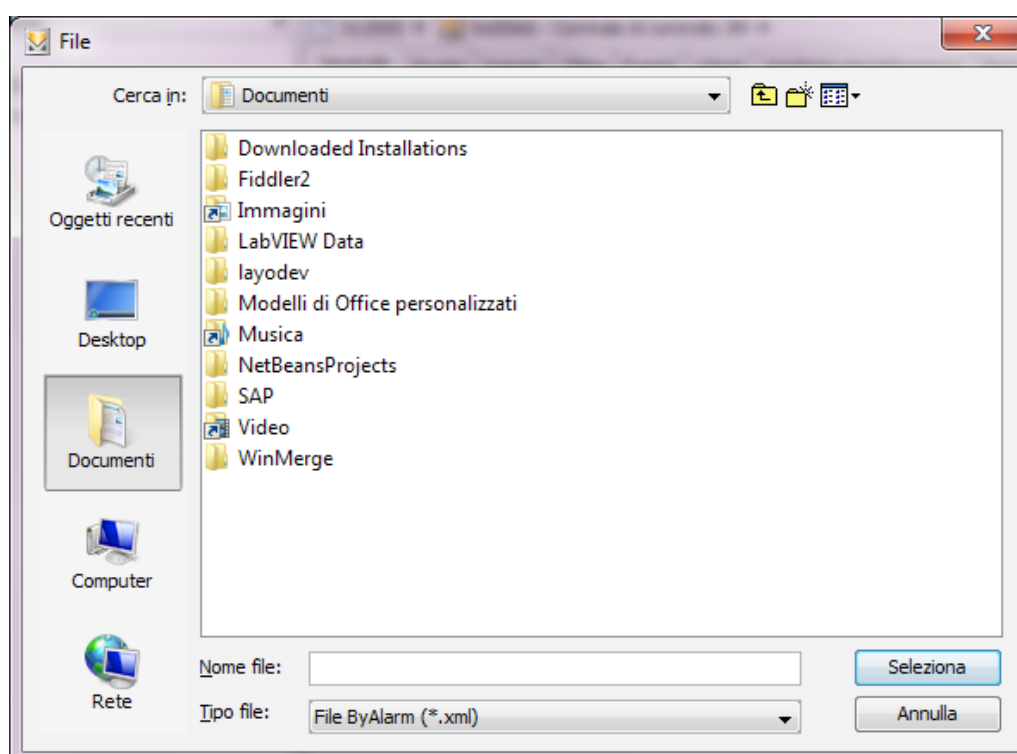 File
Cerca in:
Documenti
Oggetti recenti
Desktop
Documenti
Computer
Rete
Downloaded Installations
Fiddler2
Immagini
LabVIEW Data
layodev
Modelli di Office personalizzati
Musica
NetBeansProjects
SAP
Video
WinMerge
Nome file:
Seleziona
Tipo file:
File ByAlarm (*.xml)
Annulla